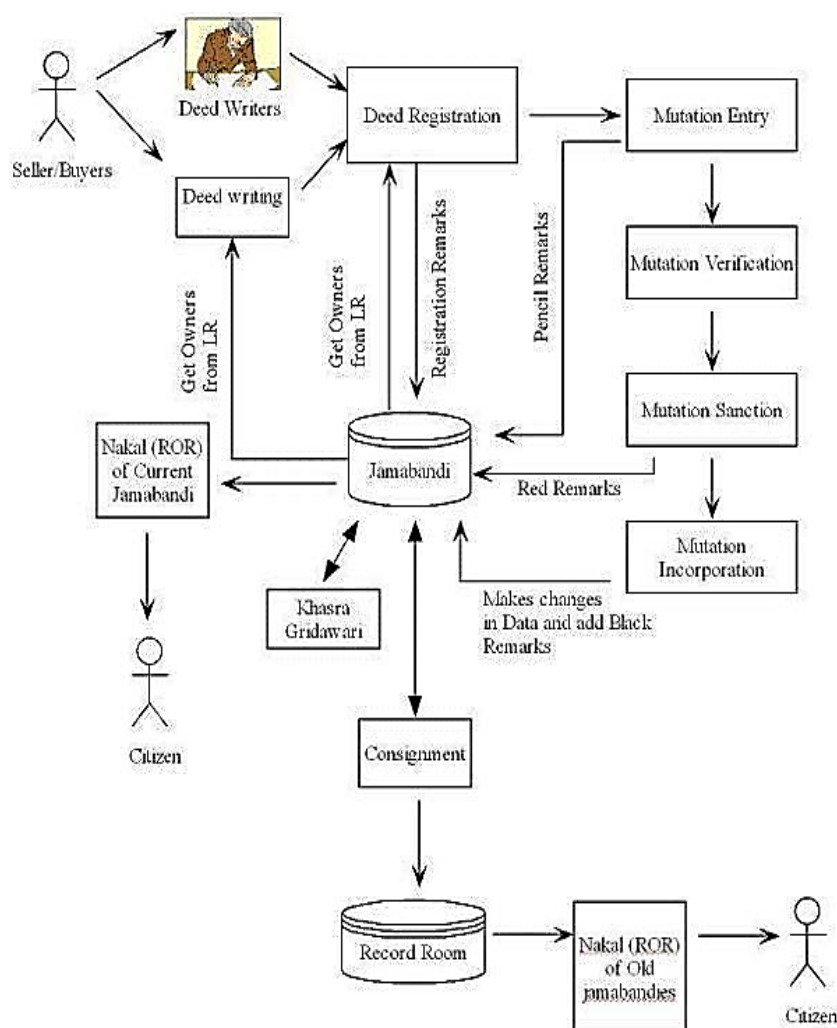 Deed Writers
Seller/Buyers
Deed writing
Deed Registration
Mutation Entry
Mutation Verification
Mutation Sanction
Mutation
Incorporation
Get Owners
from LR
Get Owners
from LR
Registration Remarks
Pencil Remarks
Red Remarks
Makes changes
in Data and add Black
Remarks
Jamabandi
Nakal (ROR)
of Current
Jamabandi
Khasra
Gridawari
Citizen
Consignment
Record Room
Nakal (ROR)
of Old
jamabandies
Citizen